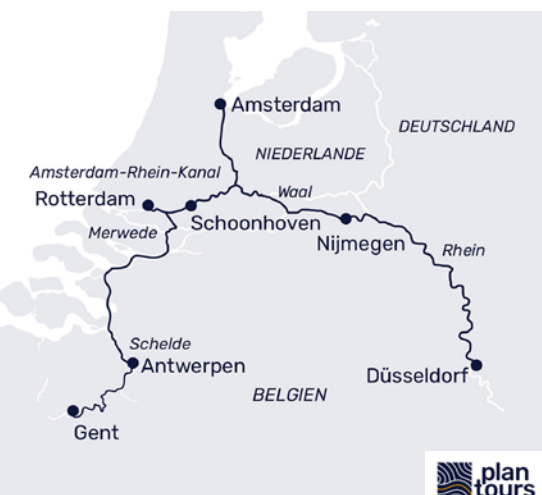 Amsterdam
DEUTSCHLAND
NIEDERLANDE
Amsterdam-Rhein-Kanal
Waal
Rotterdam
Schoonhoven
Merwede
Nijmegen
Rhein
Schelde
Antwerpen
Düsseldorf
BELGIEN
Gent
plan
tours